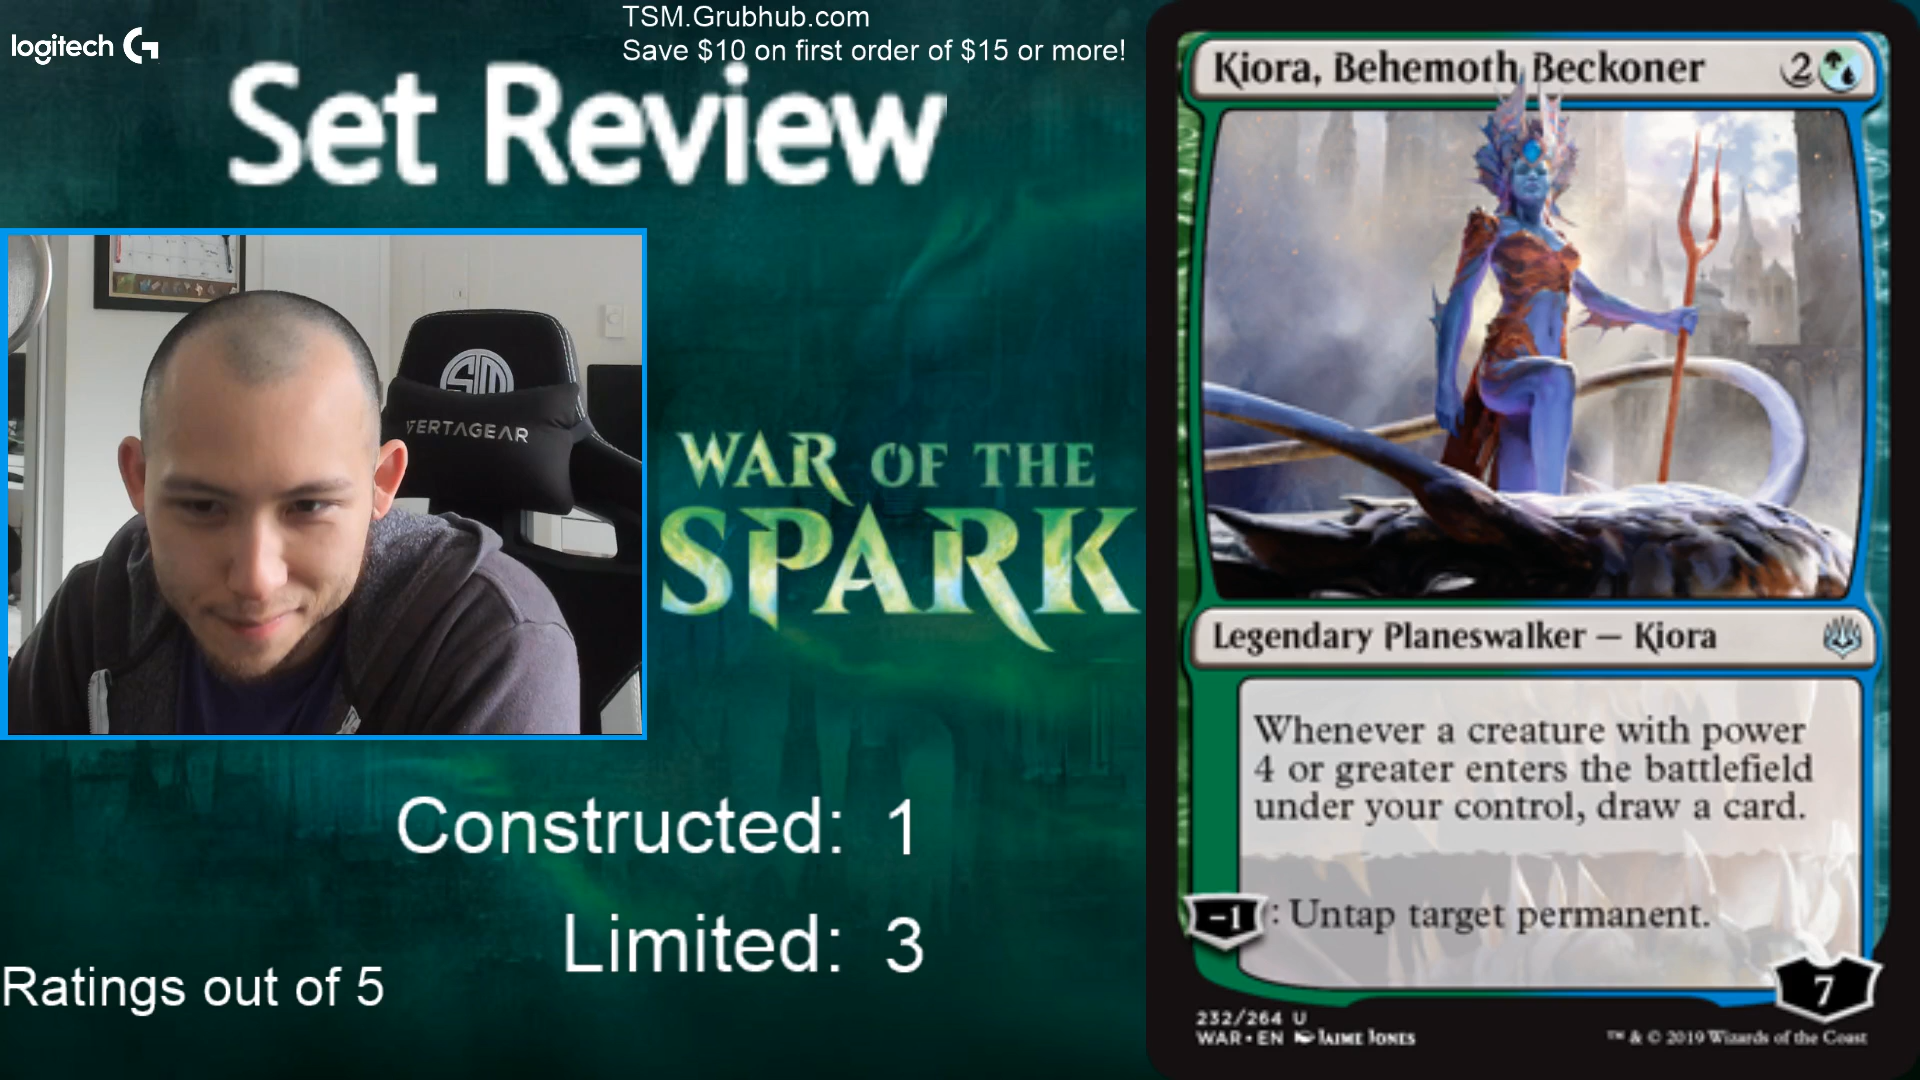 logitech G
TSM.Grubhub.com
Save $10 on first order of $15 or more!
Set Review
VERTAGEAR
WAR OF THE
SPARK
Constructed: 1
Limited: 3
Ratings out of 5
Kiora, Behemoth Beckoner 2
Legendary Planeswalker — Kiora
Whenever a creature with power
4 or greater enters the battlefield
under your control, draw a card.
−1 : Untap target permanent.
7
232/264 U
WAR • EN Jaime Jones
™ & © 2019 Wizards of the Coast